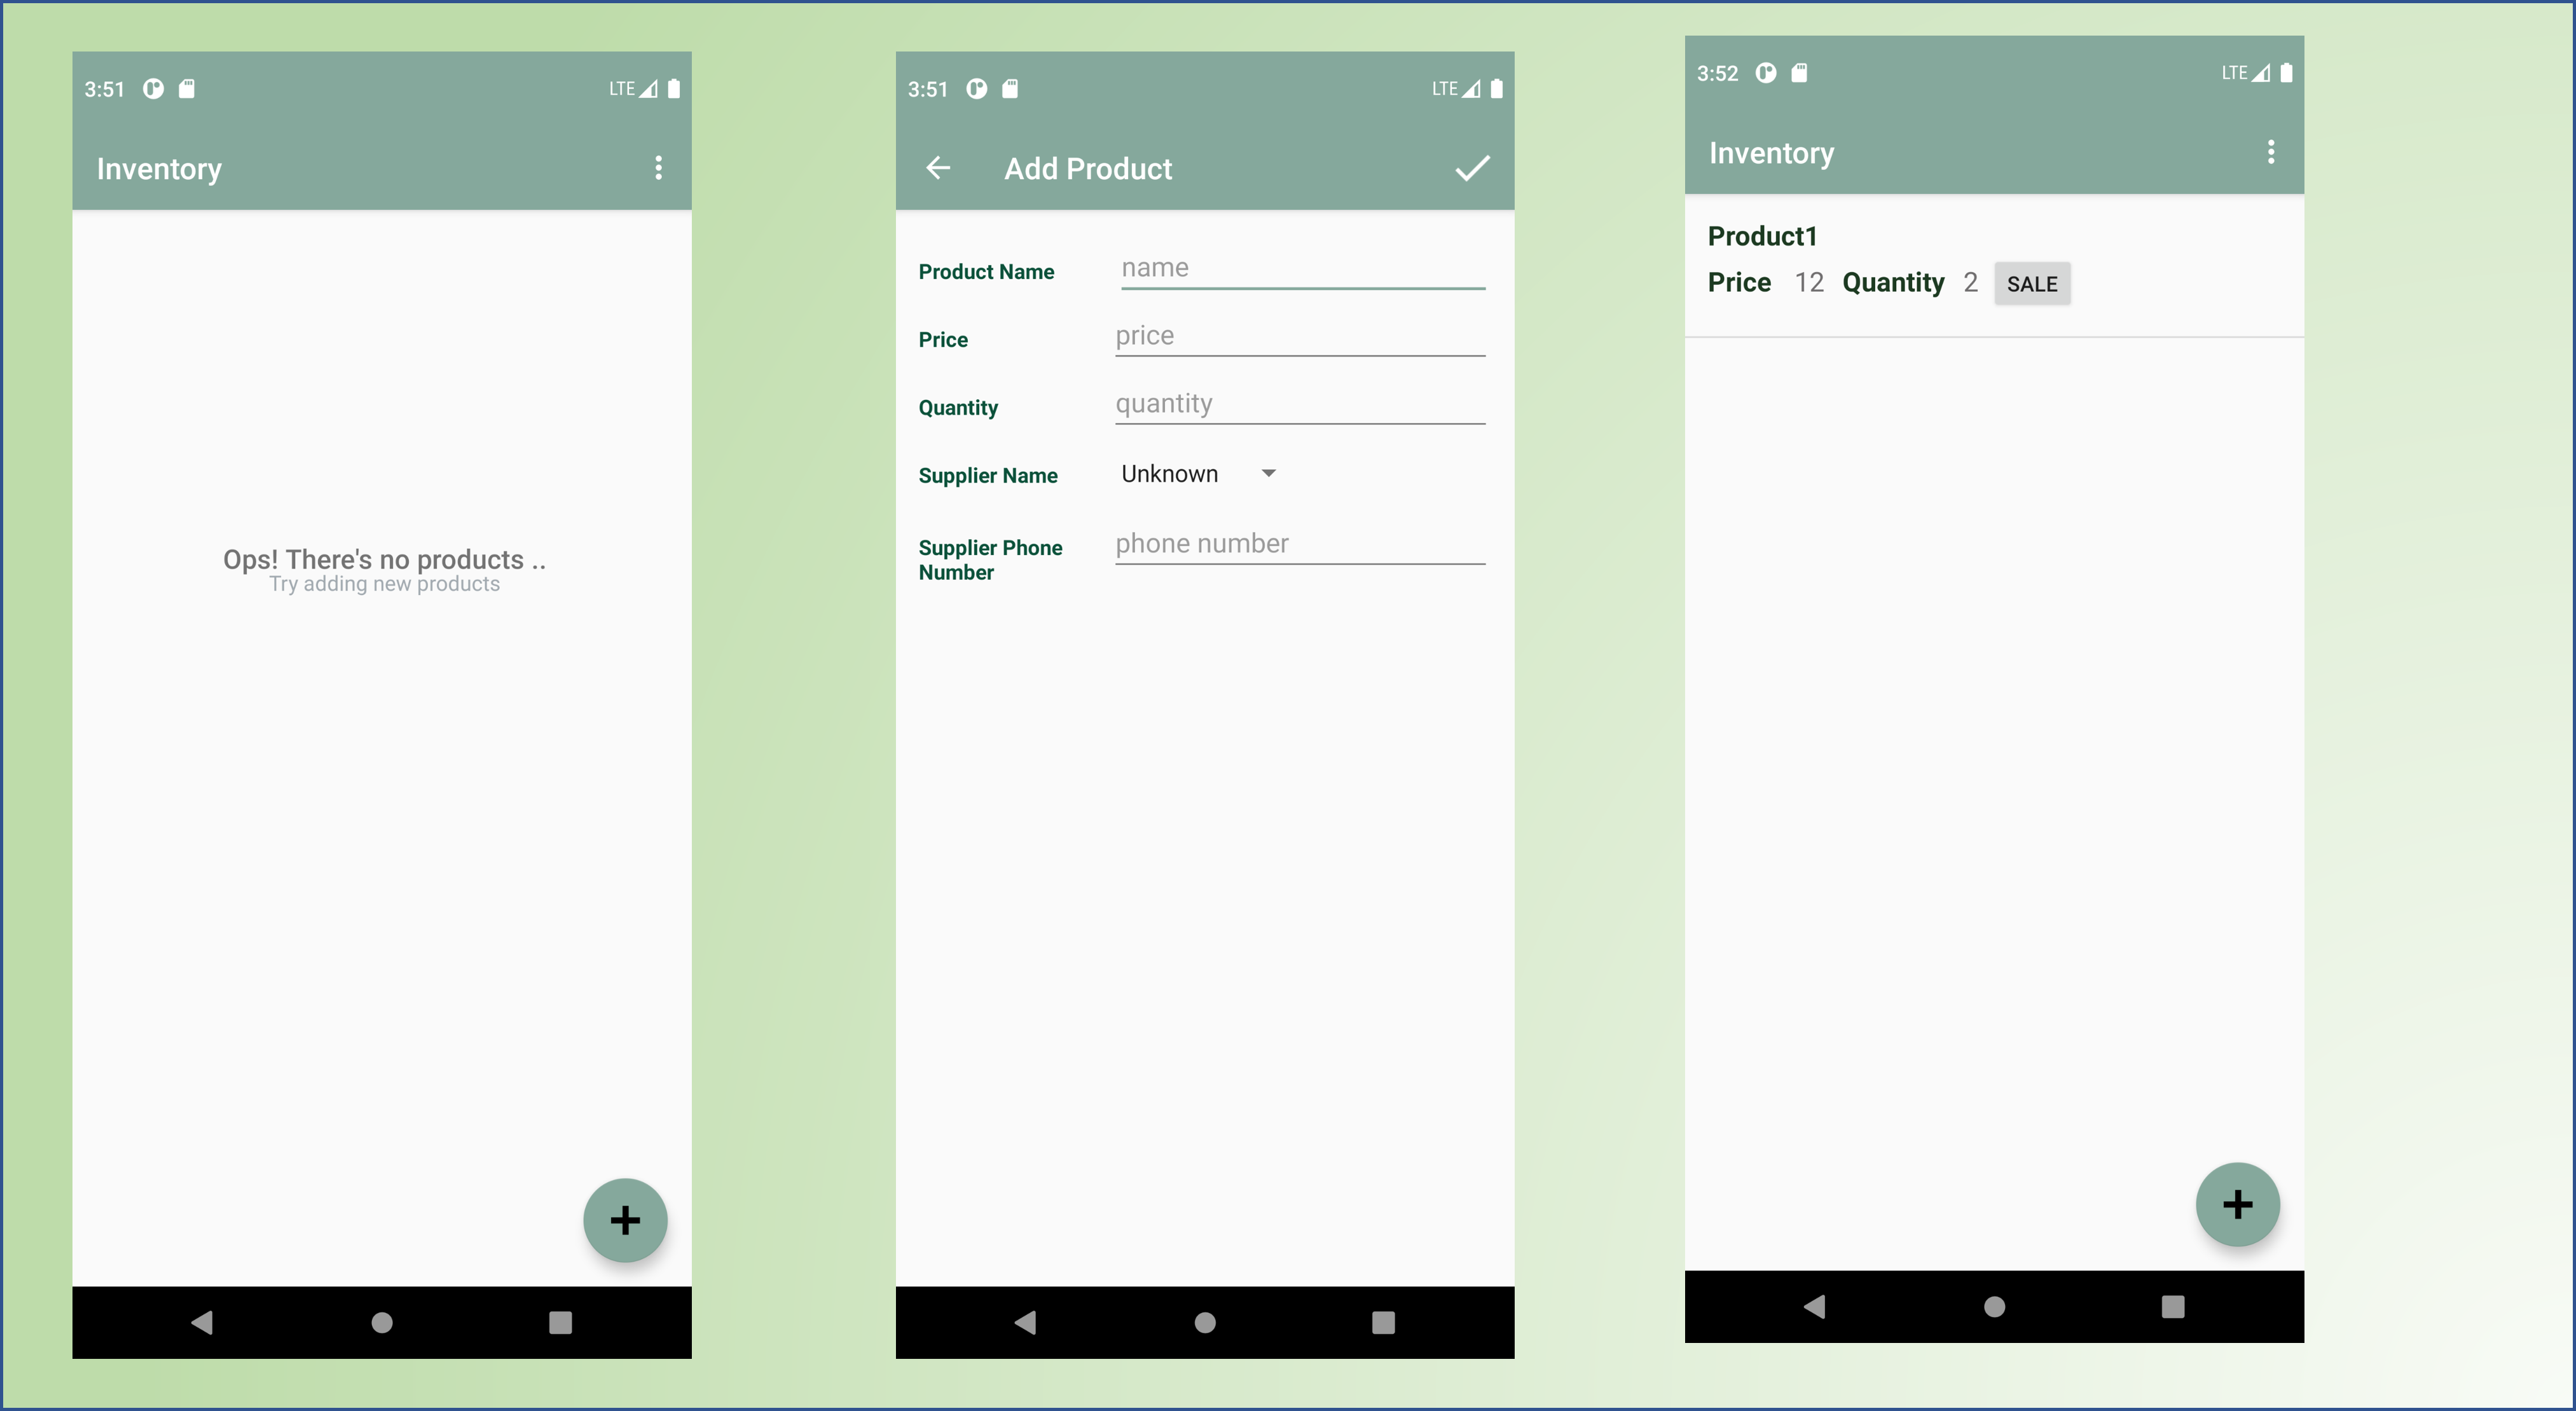 3:51 LTE
Inventory
Ops! There's no products ..
Try adding new products
3:51 LTE
Add Product
Product Name name
Price price
Quantity quantity
Supplier Name Unknown
Supplier Phone phone number
Number
3:52 LTE
Inventory
Product1
Price 12 Quantity 2 SALE